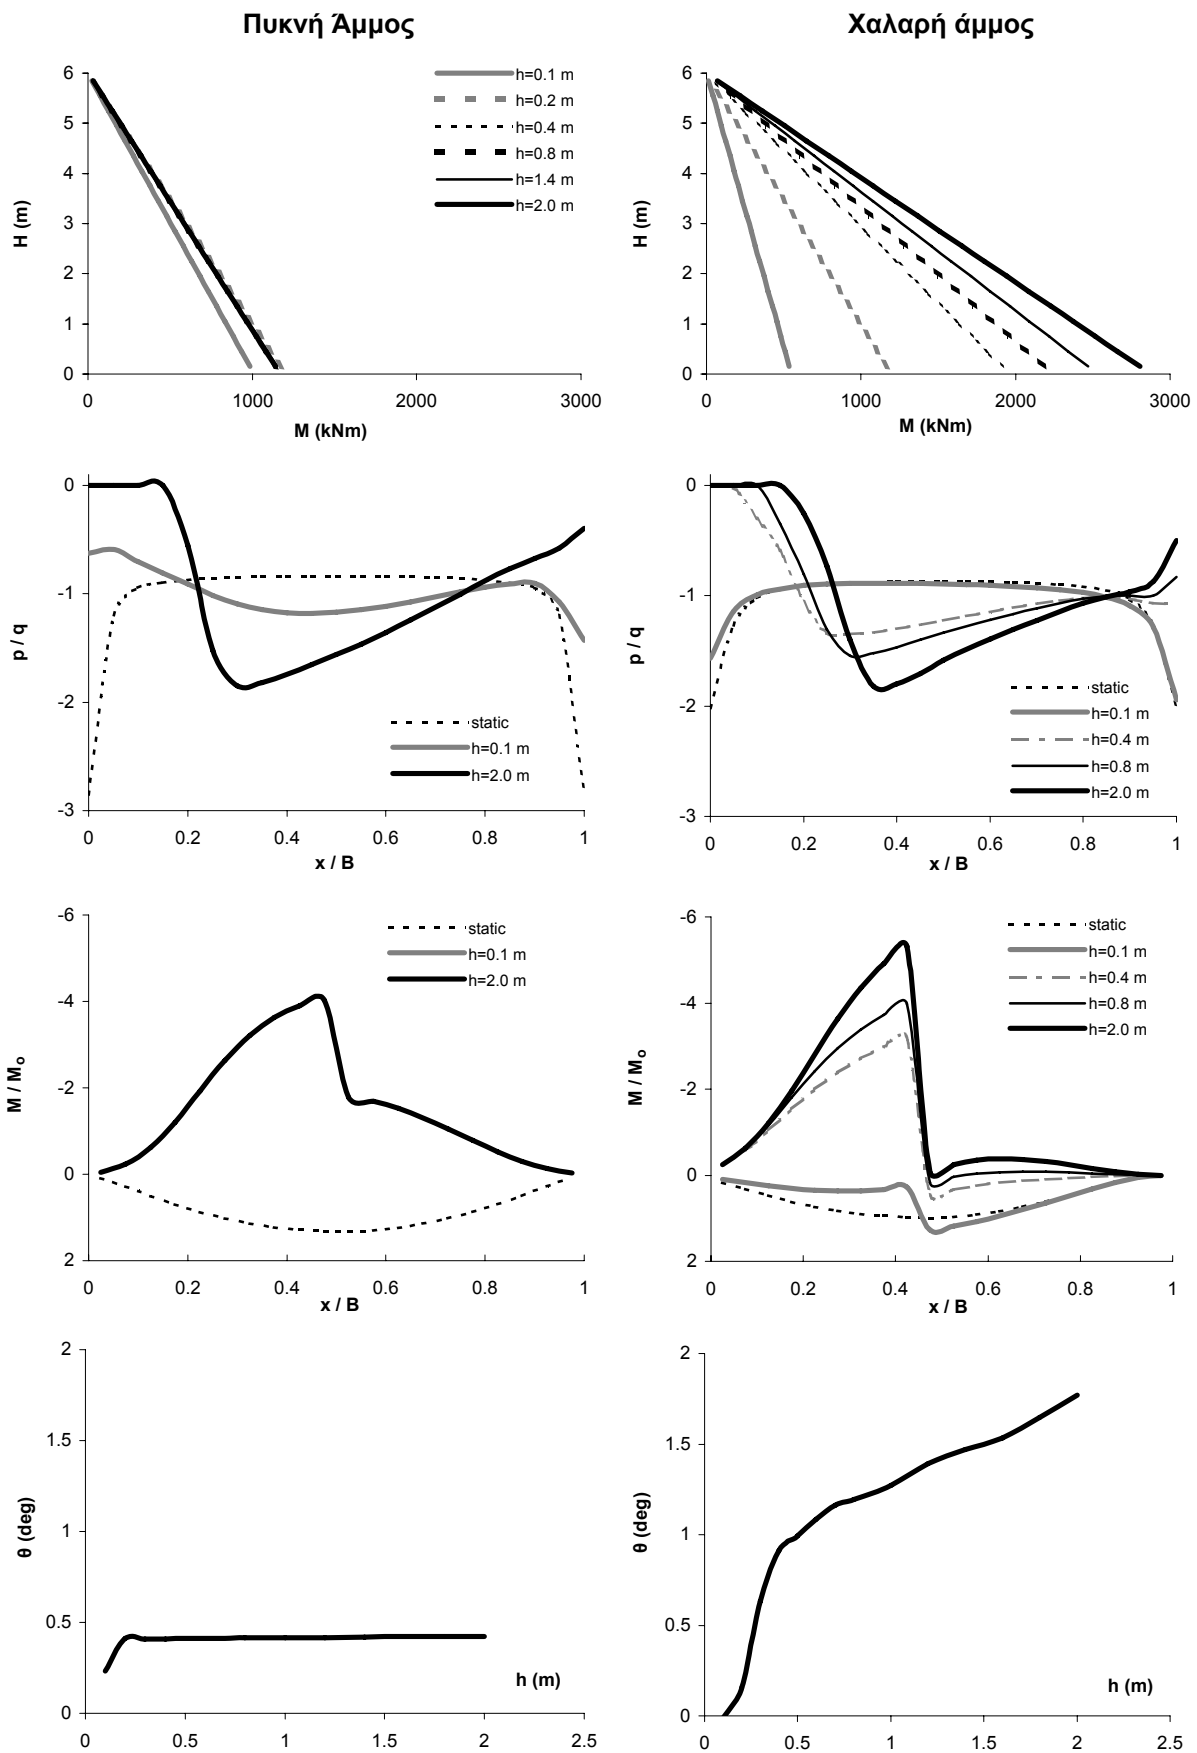 Πυκνή Άμμος
Χαλαρή άμμος
6
5
4
3
2
1
0
H (m)
0
1000
2000
3000
M (kNm)
h=0.1 m
h=0.2 m
h=0.4 m
h=0.8 m
h=1.4 m
h=2.0 m
6
5
4
3
2
1
0
H (m)
0
1000
2000
3000
M (kNm)
0
-1
-2
-3
p / q
0
0.2
0.4
0.6
0.8
1
x / B
static
h=0.1 m
h=2.0 m
0
-1
-2
-3
p / q
0
0.2
0.4
0.6
0.8
1
x / B
static
h=0.1 m
h=0.4 m
h=0.8 m
h=2.0 m
-6
-4
-2
0
2
M / Mo
0
0.2
0.4
0.6
0.8
1
x / B
static
h=0.1 m
h=2.0 m
-6
-4
-2
0
2
M / Mo
0
0.2
0.4
0.6
0.8
1
x / B
static
h=0.1 m
h=0.4 m
h=0.8 m
h=2.0 m
2
1.5
1
0.5
0
θ (deg)
0
0.5
1
1.5
2
2.5
h (m)
2
1.5
1
0.5
0
θ (deg)
0
0.5
1
1.5
2
2.5
h (m)